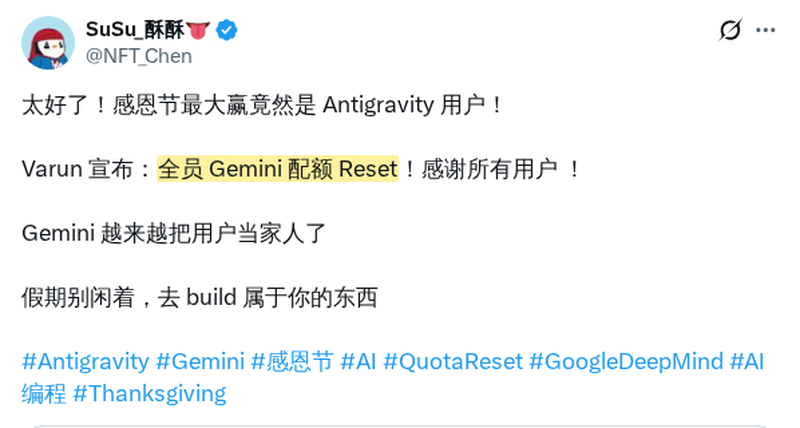 SuSu_酥酥👅
@NFT_Chen
太好了！感恩节最大赢竟然是 Antigravity 用户！
Varun 宣布：全员 Gemini 配额 Reset！感谢所有用户 ！
Gemini 越来越把用户当家人了
假期别闲着，去 build 属于你的东西
#Antigravity #Gemini #感恩节 #AI #QuotaReset #GoogleDeepMind #AI
编程 #Thanksgiving